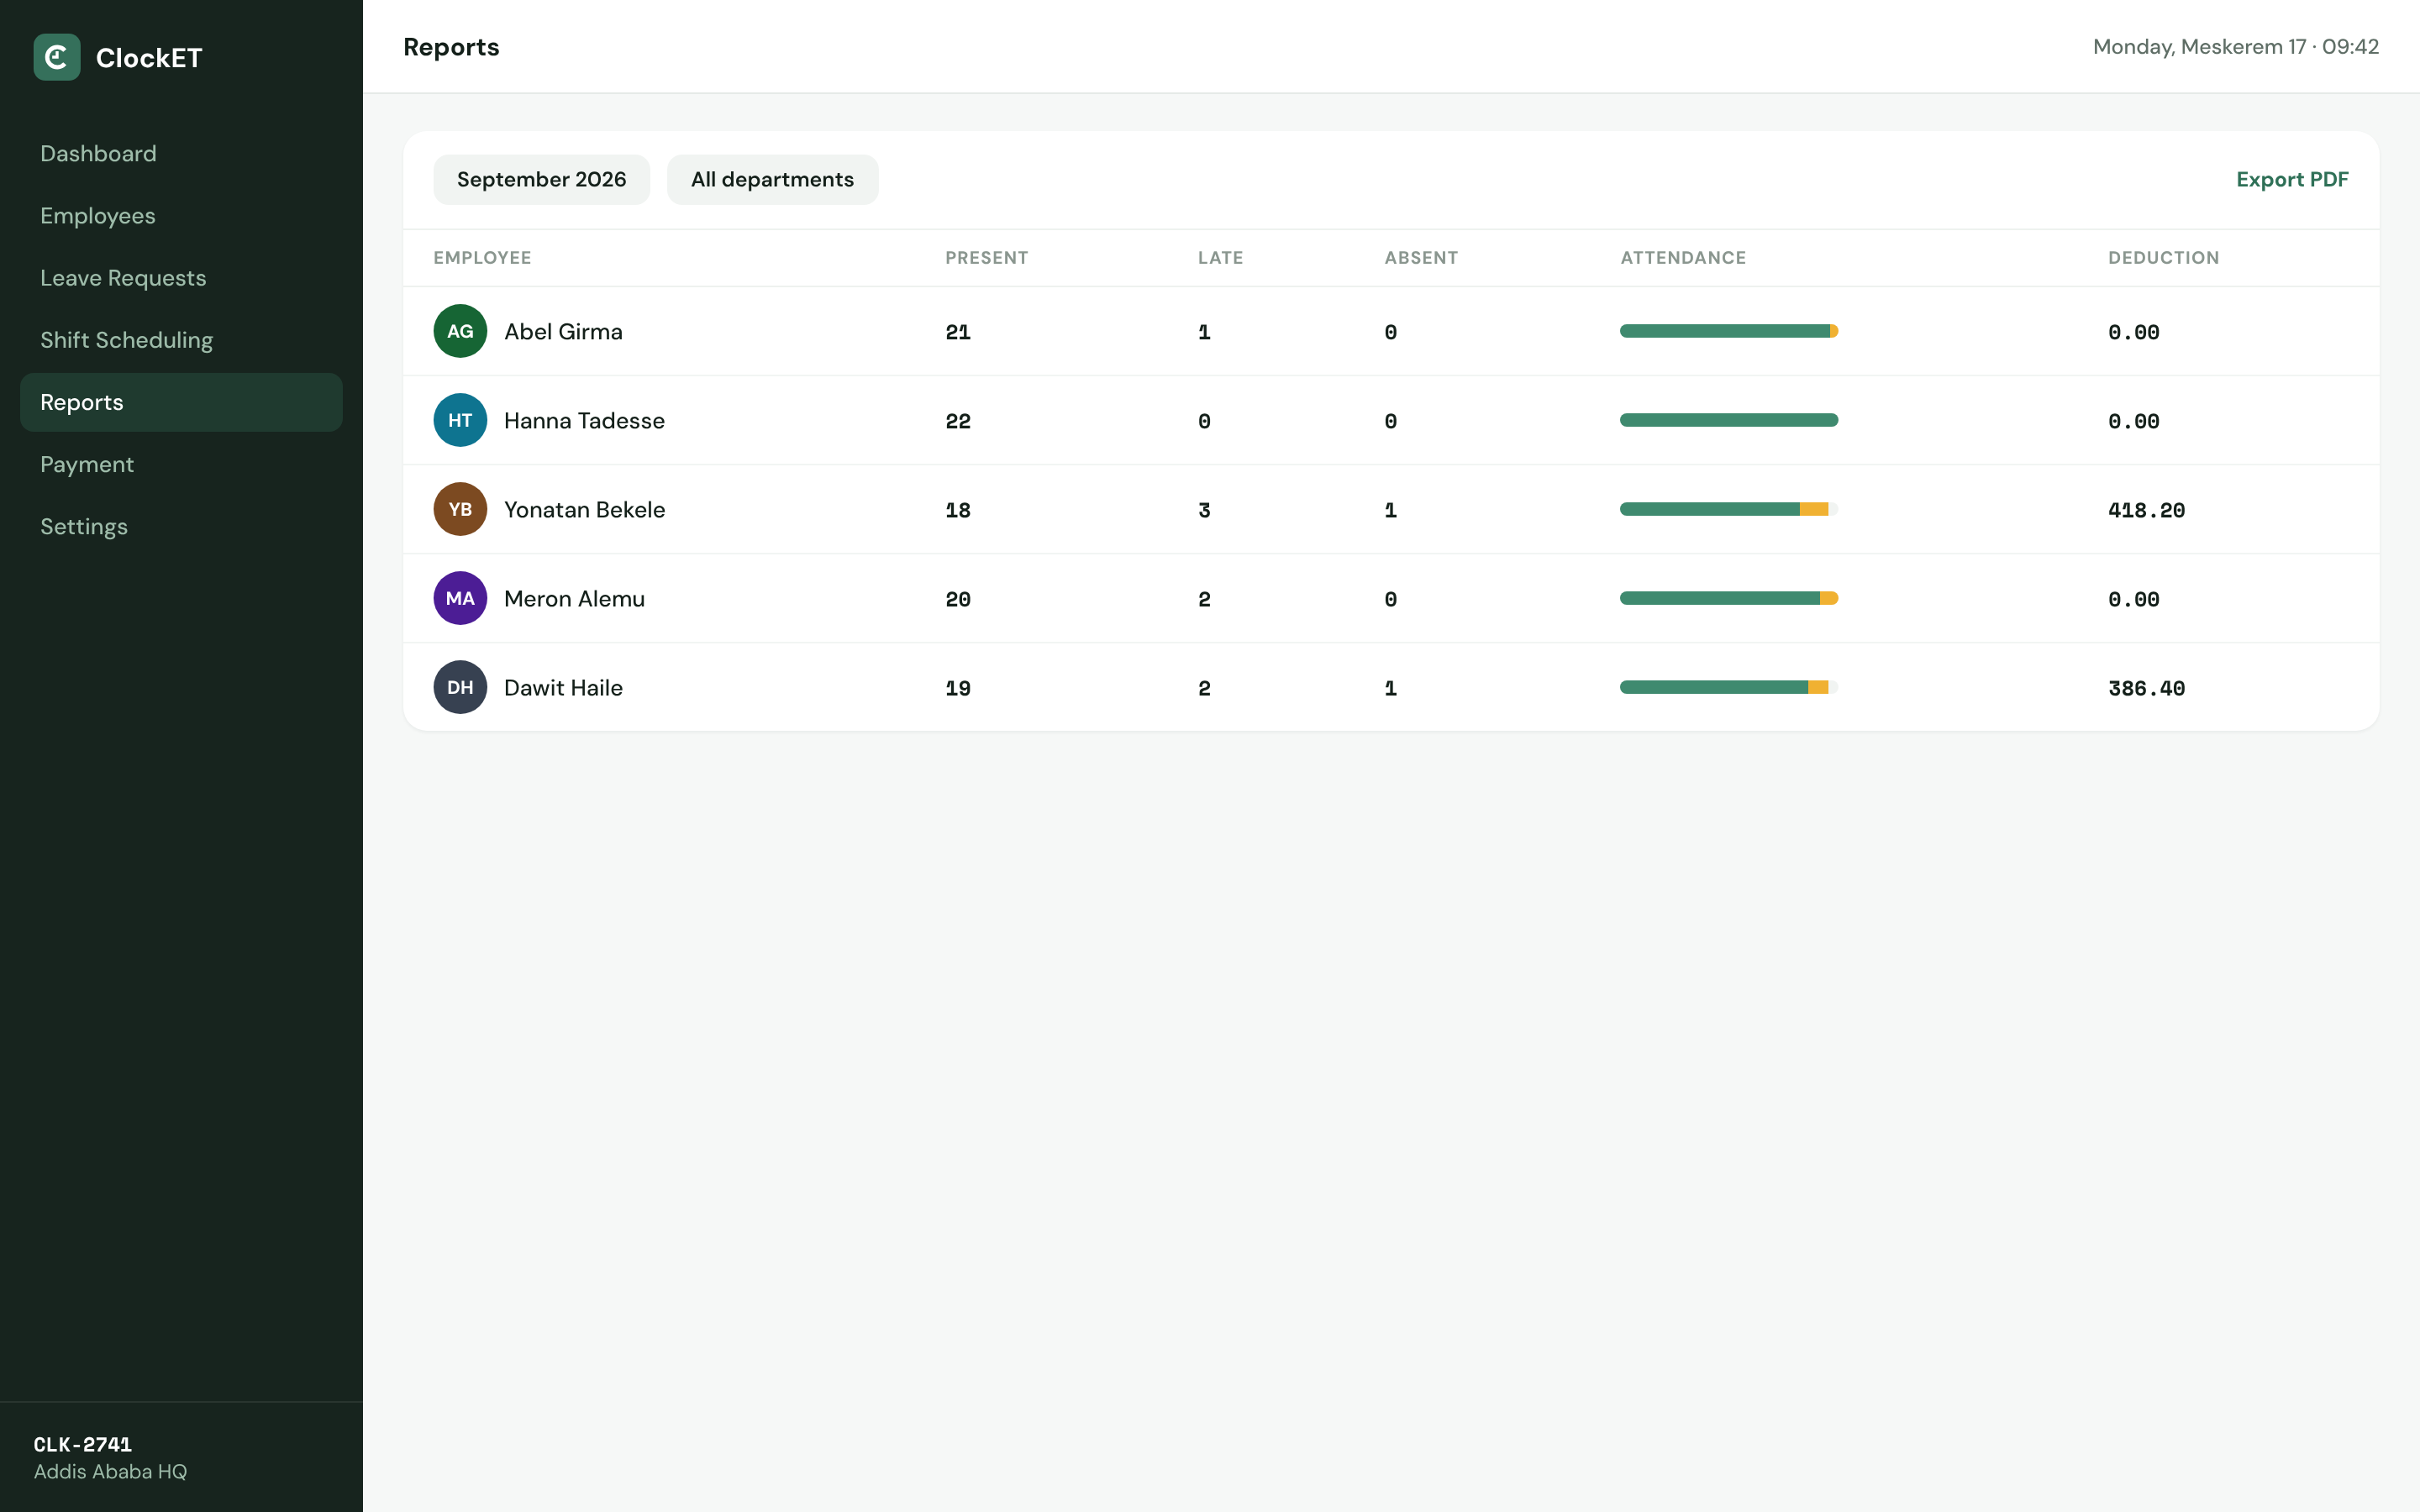 ClockET
Dashboard
Employees
Leave Requests
Shift Scheduling
Reports
Payment
Settings
CLK-2741
Addis Ababa HQ
Reports
Monday, Meskerem 17 · 09:42
September 2026
All departments
Export PDF
EMPLOYEE PRESENT LATE ABSENT ATTENDANCE DEDUCTION
AG Abel Girma 21 1 0 0.00
HT Hanna Tadesse 22 0 0 0.00
YB Yonatan Bekele 18 3 1 418.20
MA Meron Alemu 20 2 0 0.00
DH Dawit Haile 19 2 1 386.40